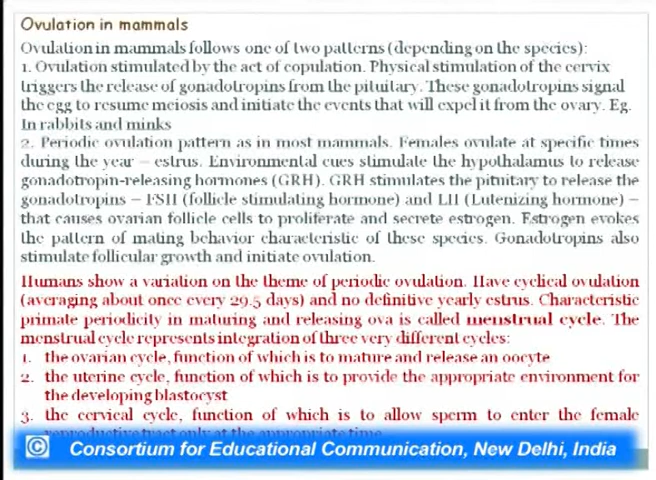 Ovulation in mammals
Ovulation in mammals follows one of two patterns (depending on the species):
1. Ovulation stimulated by the act of copulation. Physical stimulation of the cervix
triggers the release of gonadotropins from the pituitary. These gonadotropins signal
the egg to resume meiosis and initiate the events that will expel it from the ovary. Eg.
In rabbits and minks
2. Periodic ovulation pattern as in most mammals. Females ovulate at specific times
during the year – estrus. Environmental cues stimulate the hypothalamus to release
gonadotropin-releasing hormones (GRH). GRH stimulates the pituitary to release the
gonadotropins – FSH (follicle stimulating hormone) and LH (Lutenizing hormone) –
that causes ovarian follicle cells to proliferate and secrete estrogen. Estrogen evokes
the pattern of mating behavior characteristic of these species. Gonadotropins also
stimulate follicular growth and initiate ovulation.
Humans show a variation on the theme of periodic ovulation. Have cyclical ovulation
(averaging about once every 29.5 days) and no definitive yearly estrus. Characteristic
primate periodicity in maturing and releasing ova is called menstrual cycle. The
menstrual cycle represents integration of three very different cycles:
1. the ovarian cycle, function of which is to mature and release an oocyte
2. the uterine cycle, function of which is to provide the appropriate environment for
the developing blastocyst
3. the cervical cycle, function of which is to allow sperm to enter the female
reproductive tract only at the appropriate time
© Consortium for Educational Communication, New Delhi, India